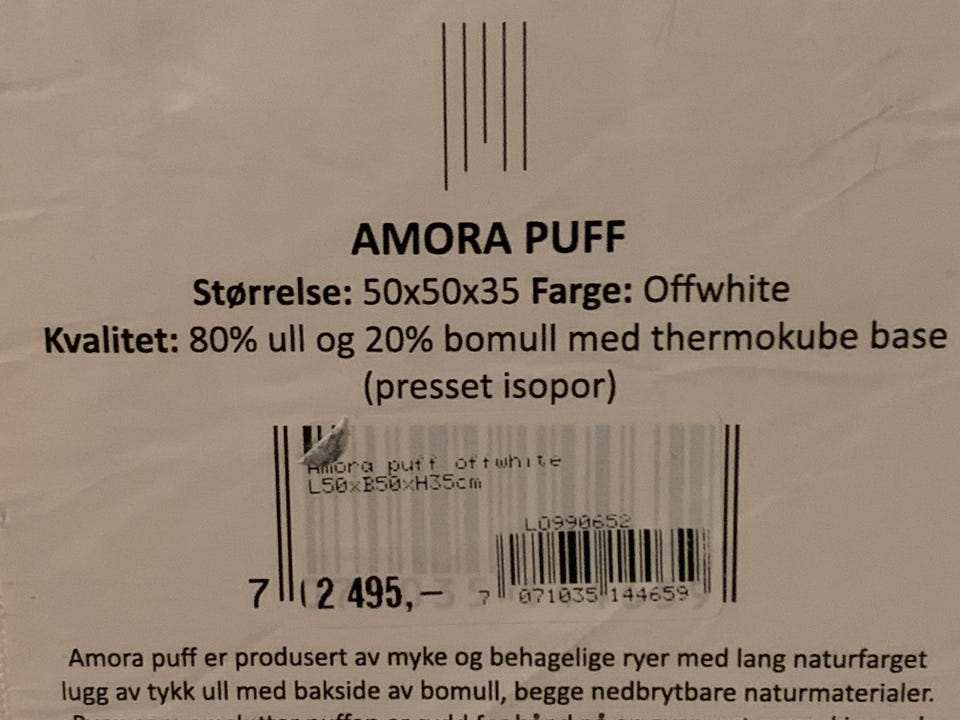 AMORA PUFF
Størrelse: 50x50x35 Farge: Offwhite
Kvalitet: 80% ull og 20% bomull med thermokube base
(presset isopor)
Amora puff offwhite
L50xB50xH35cm
LO990652
7 2 495,– 7 071035 144659
Amora puff er produsert av myke og behagelige ryer med lang naturfarget
lugg av tykk ull med bakside av bomull, begge nedbrytbare naturmaterialer.